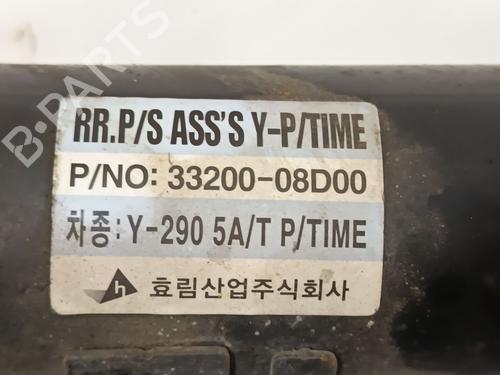 RR.P/S ASS'S Y-P/TIME
P/NO: 33200-08D00
차종: Y-290 5A/T P/TIME
h 효림산업주식회사
B-PARTS